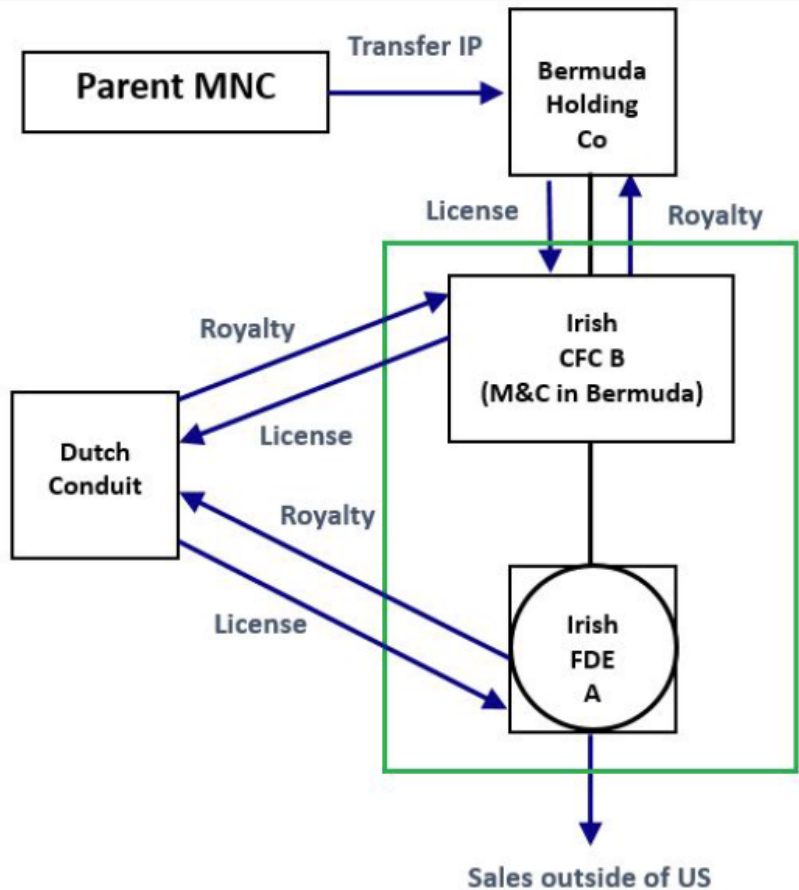 Transfer IP
Parent MNC
Bermuda
Holding
Co
License
Royalty
Royalty
Irish
CFC B
(M&C in Bermuda)
License
Dutch
Conduit
Royalty
License
Irish
FDE
A
Sales outside of US